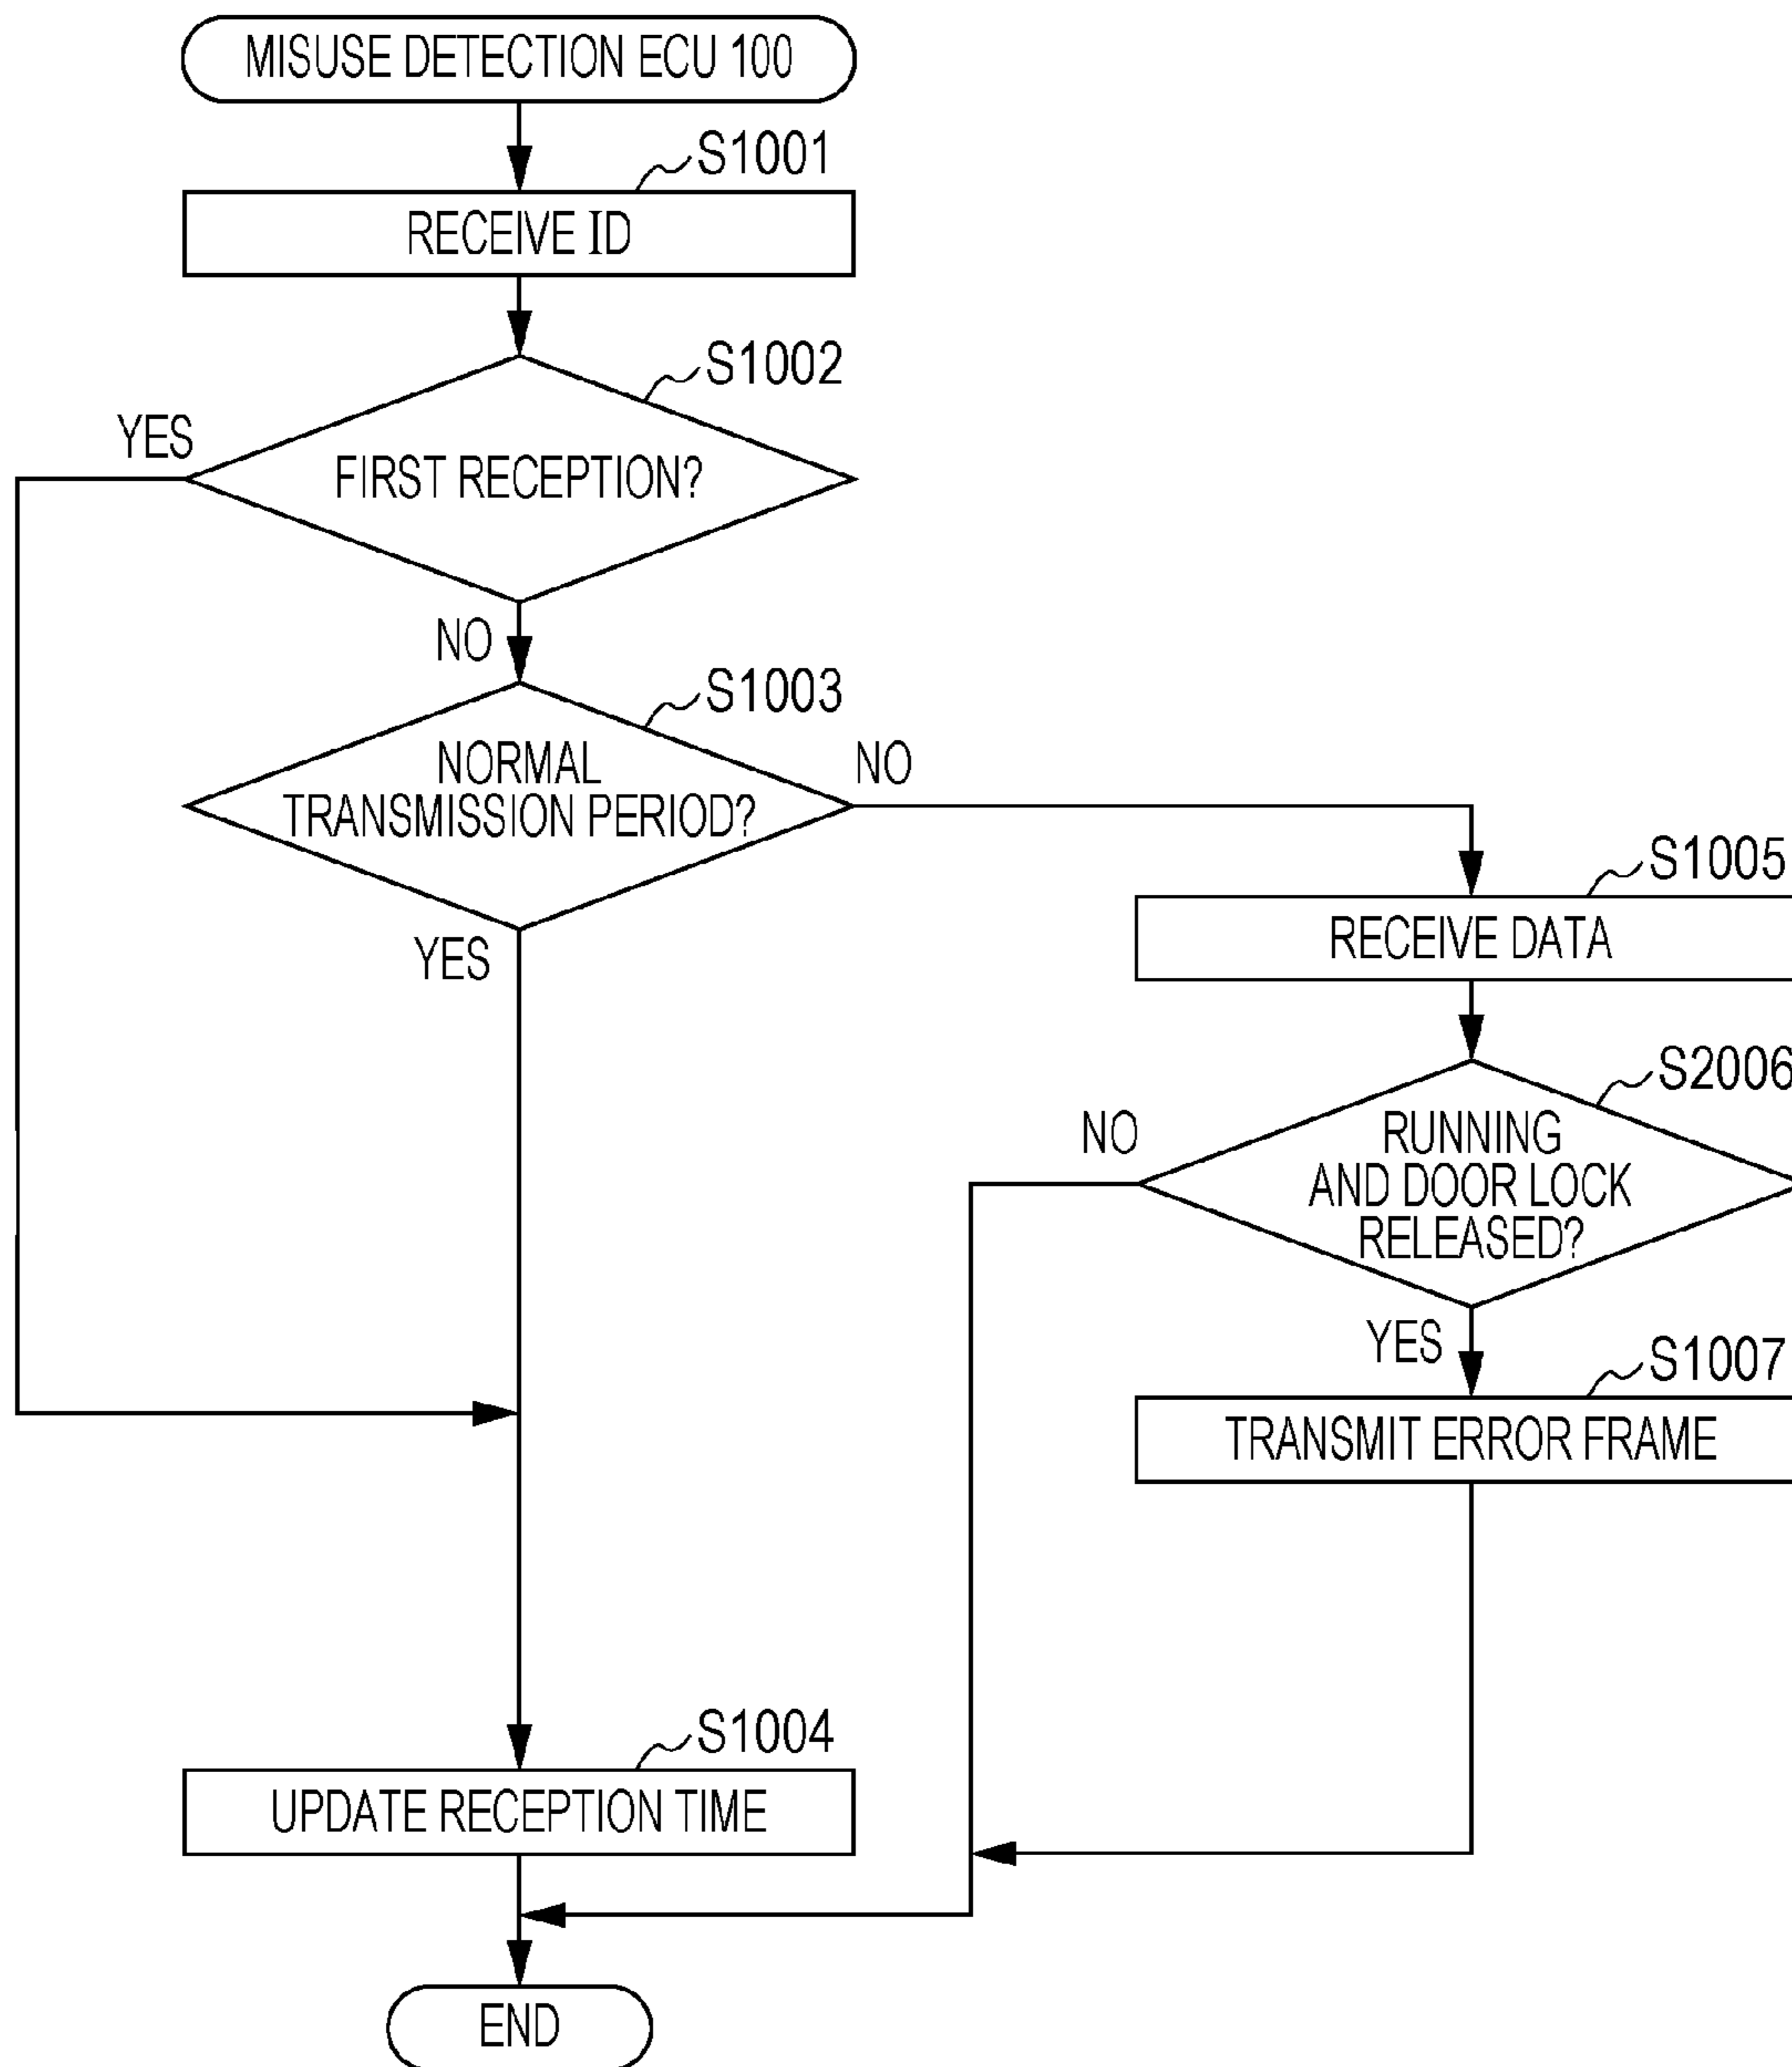 MISUSE DETECTION ECU 100
S1001
RECEIVE ID
S1002
YES
FIRST RECEPTION?
NO
S1003
NORMAL
TRANSMISSION PERIOD?
NO
YES
S1005
RECEIVE DATA
S2006
NO
RUNNING
AND DOOR LOCK
RELEASED?
YES
S1007
TRANSMIT ERROR FRAME
S1004
UPDATE RECEPTION TIME
END